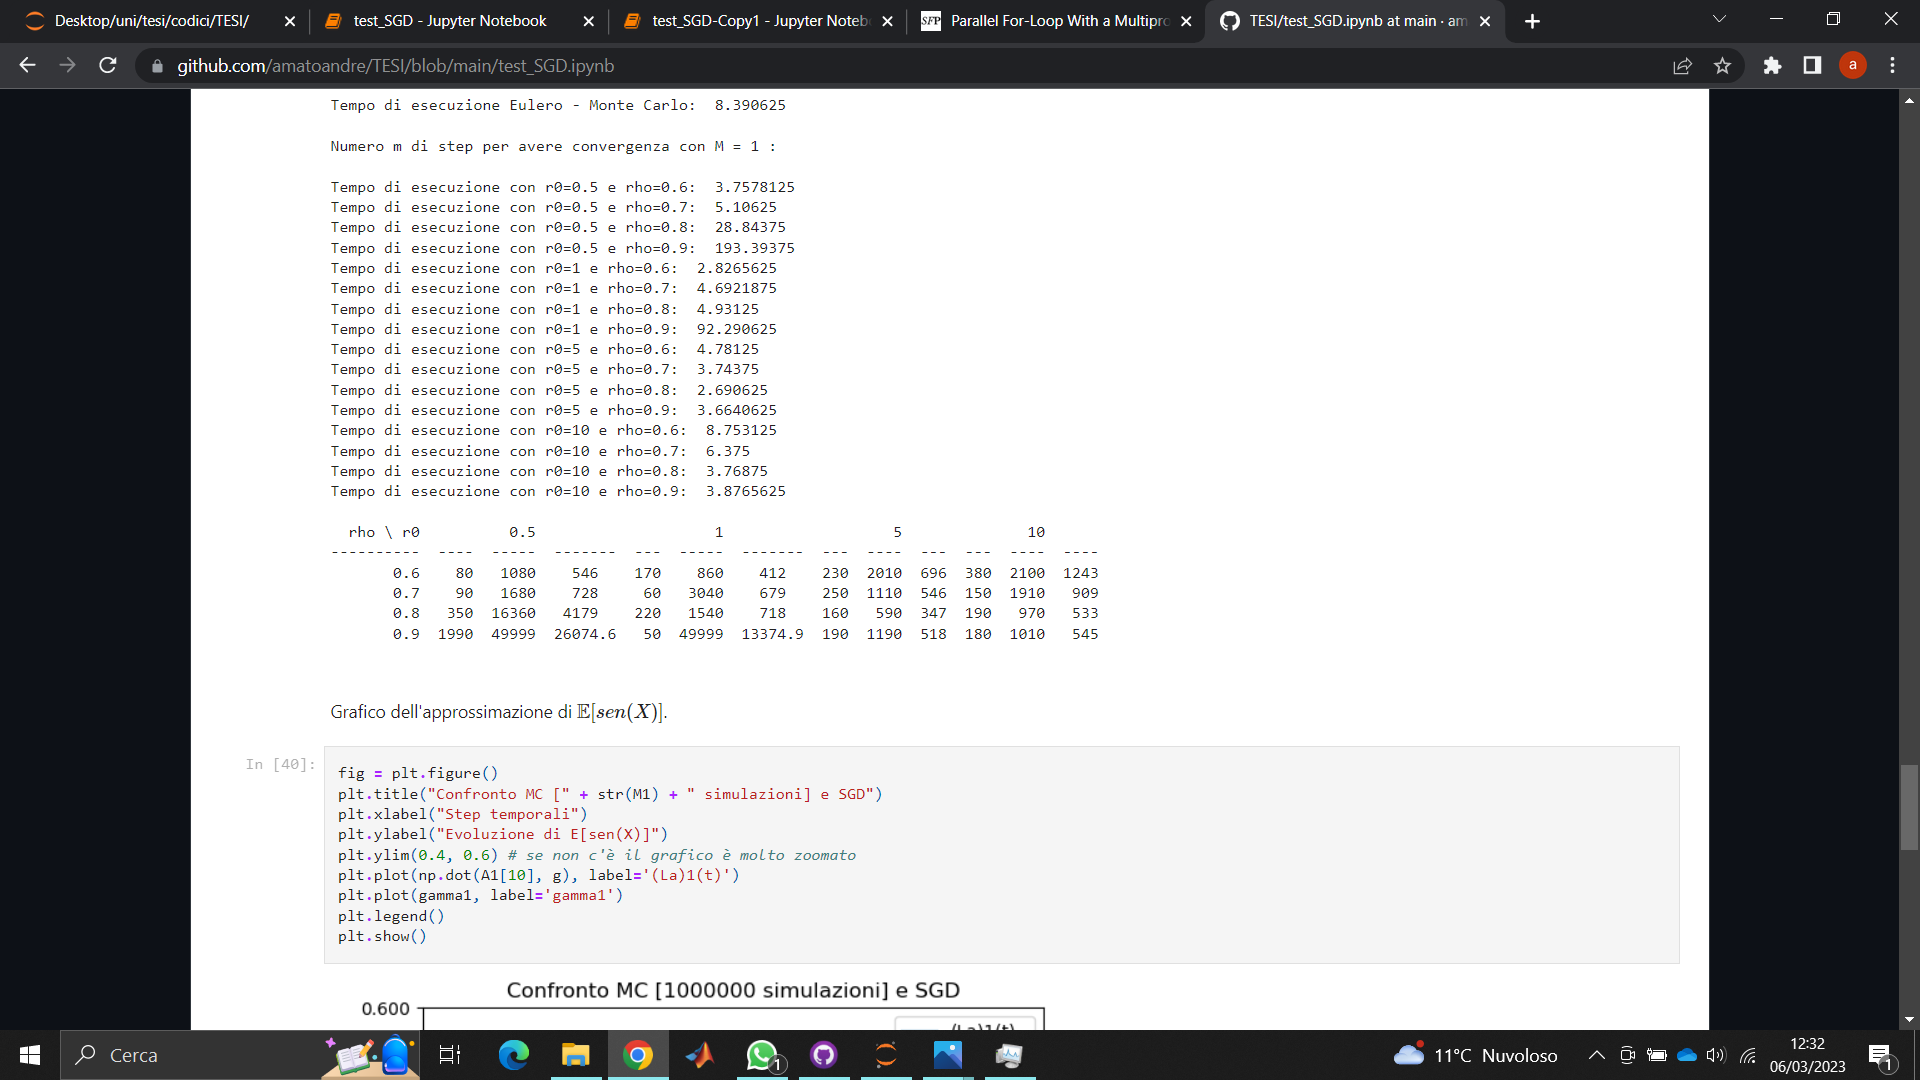 Desktop/uni/tesi/codici/TESI/
test_SGD - Jupyter Notebook
test_SGD-Copy1 - Jupyter Noteb
SFP Parallel For-Loop With a Multipro
TESI/test_SGD.ipynb at main · am
github.com/amatoandre/TESI/blob/main/test_SGD.ipynb
a
Tempo di esecuzione Eulero - Monte Carlo:  8.390625
Numero m di step per avere convergenza con M = 1 :
Tempo di esecuzione con r0=0.5 e rho=0.6:  3.7578125
Tempo di esecuzione con r0=0.5 e rho=0.7:  5.10625
Tempo di esecuzione con r0=0.5 e rho=0.8:  28.84375
Tempo di esecuzione con r0=0.5 e rho=0.9:  193.39375
Tempo di esecuzione con r0=1 e rho=0.6:  2.8265625
Tempo di esecuzione con r0=1 e rho=0.7:  4.6921875
Tempo di esecuzione con r0=1 e rho=0.8:  4.93125
Tempo di esecuzione con r0=1 e rho=0.9:  92.290625
Tempo di esecuzione con r0=5 e rho=0.6:  4.78125
Tempo di esecuzione con r0=5 e rho=0.7:  3.74375
Tempo di esecuzione con r0=5 e rho=0.8:  2.690625
Tempo di esecuzione con r0=5 e rho=0.9:  3.6640625
Tempo di esecuzione con r0=10 e rho=0.6:  8.753125
Tempo di esecuzione con r0=10 e rho=0.7:  6.375
Tempo di esecuzione con r0=10 e rho=0.8:  3.76875
Tempo di esecuzione con r0=10 e rho=0.9:  3.8765625
rho \ r0 0.5 1 5 10
---------- ---- ----- ------- --- ----- ------- --- ---- --- --- ---- ----
0.6 80 1080 546 170 860 412 230 2010 696 380 2100 1243
0.7 90 1680 728 60 3040 679 250 1110 546 150 1910 909
0.8 350 16360 4179 220 1540 718 160 590 347 190 970 533
0.9 1990 49999 26074.6 50 49999 13374.9 190 1190 518 180 1010 545
Grafico dell'approssimazione di 𝔼[sen(X)].
In [40]:
fig = plt.figure()
plt.title("Confronto MC [" + str(M1) + " simulazioni] e SGD")
plt.xlabel("Step temporali")
plt.ylabel("Evoluzione di E[sen(X)]")
plt.ylim(0.4, 0.6) # se non c'è il grafico è molto zoomato
plt.plot(np.dot(A1[10], g), label='(La)1(t)')
plt.plot(gamma1, label='gamma1')
plt.legend()
plt.show()
Confronto MC [1000000 simulazioni] e SGD
0.600
(La)1(t)
Cerca
1
11°C Nuvoloso
12:32
06/03/2023
1